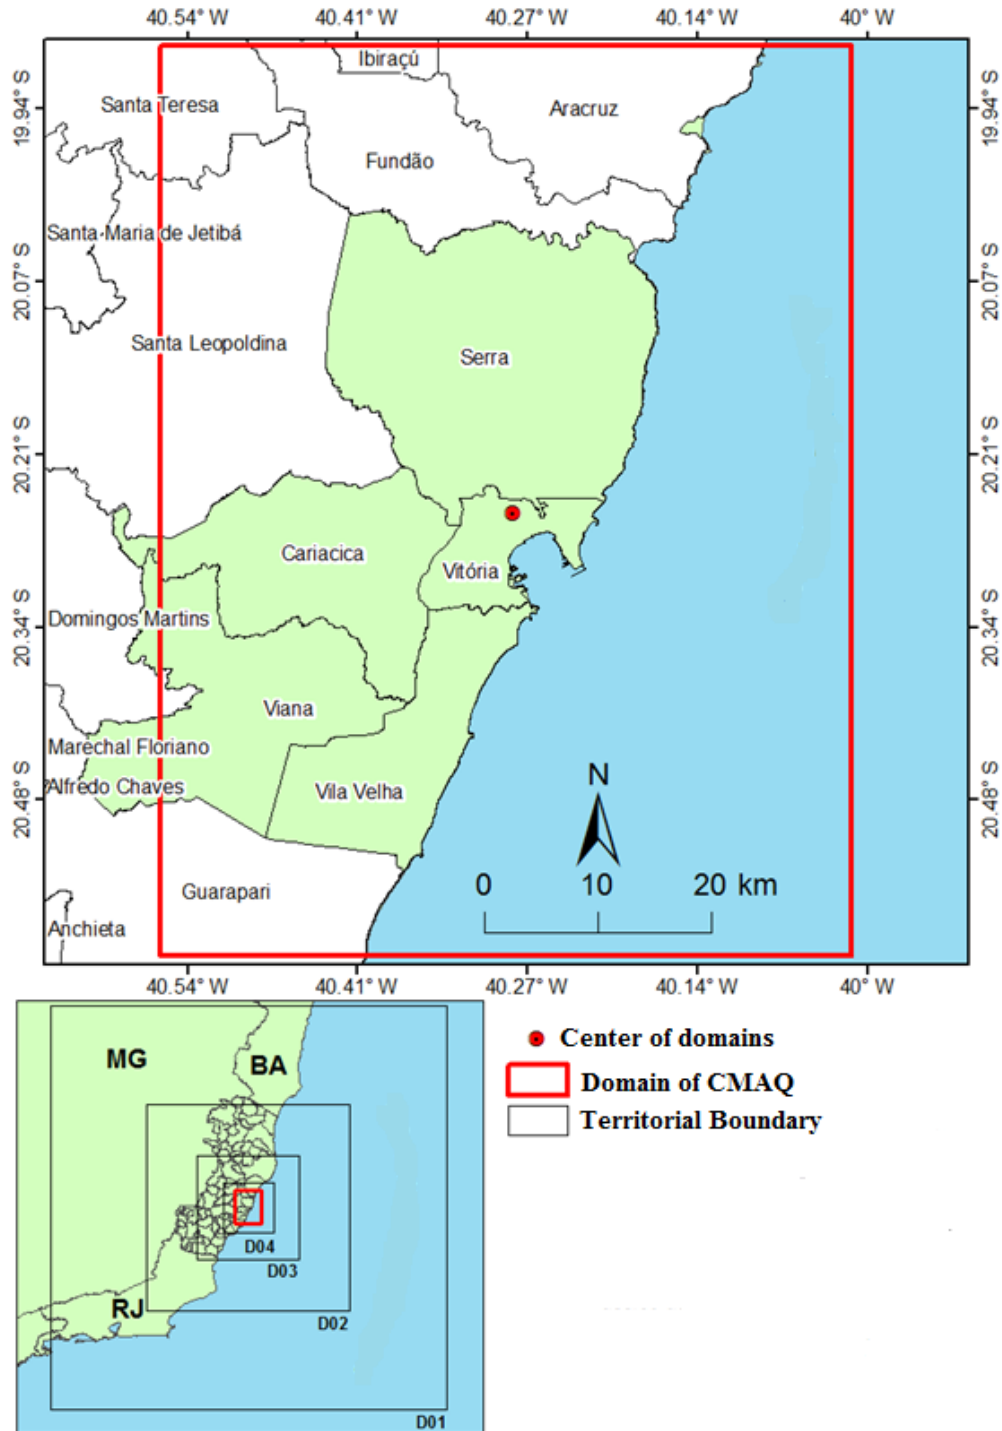 40.54° W 40.41° W 40.27° W 40.14° W 40° W
Ibiraçú
19.94° S
Santa Teresa
Aracruz
19.94° S
Fundão
Santa Maria de Jetibá
20.07° S
20.07° S
Santa Leopoldina
Serra
20.21° S
20.21° S
Cariacica
Vitória
Domingos Martins
20.34° S
20.34° S
Viana
Marechal Floriano
Alfredo Chaves
Vila Velha
20.48° S
20.48° S
N
0 10 20 km
Guarapari
Anchieta
40.54° W 40.41° W 40.27° W 40.14° W 40° W
MG
BA
RJ
D04
D03
D02
D01
Center of domains
Domain of CMAQ
Territorial Boundary